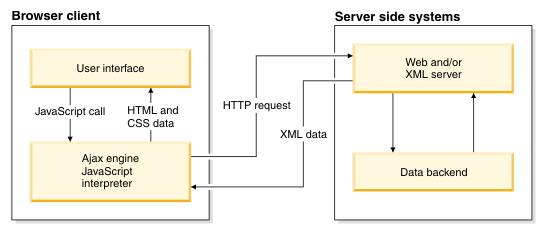 Browser client
Server side systems
User interface
Web and/or
XML server
JavaScript call
HTML and
CSS data
HTTP request
XML data
Ajax engine
JavaScript
interpreter
Data backend